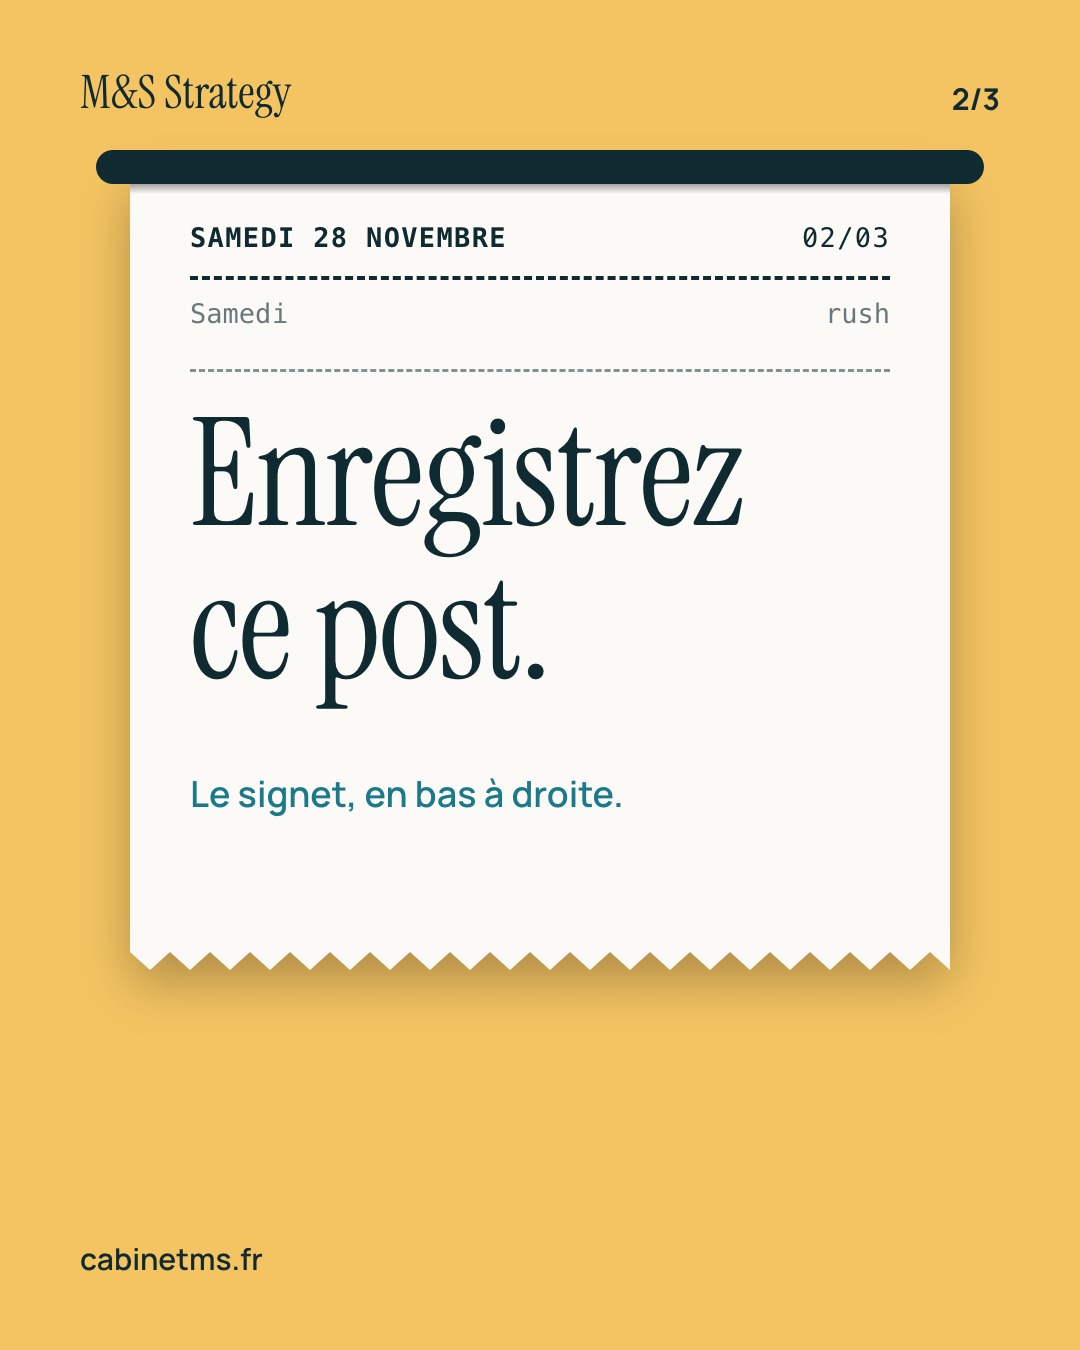 M&S Strategy
2/3
SAMEDI 28 NOVEMBRE 02/03
Samedi rush
Enregistrez
ce post.
Le signet, en bas à droite.
cabinetms.fr